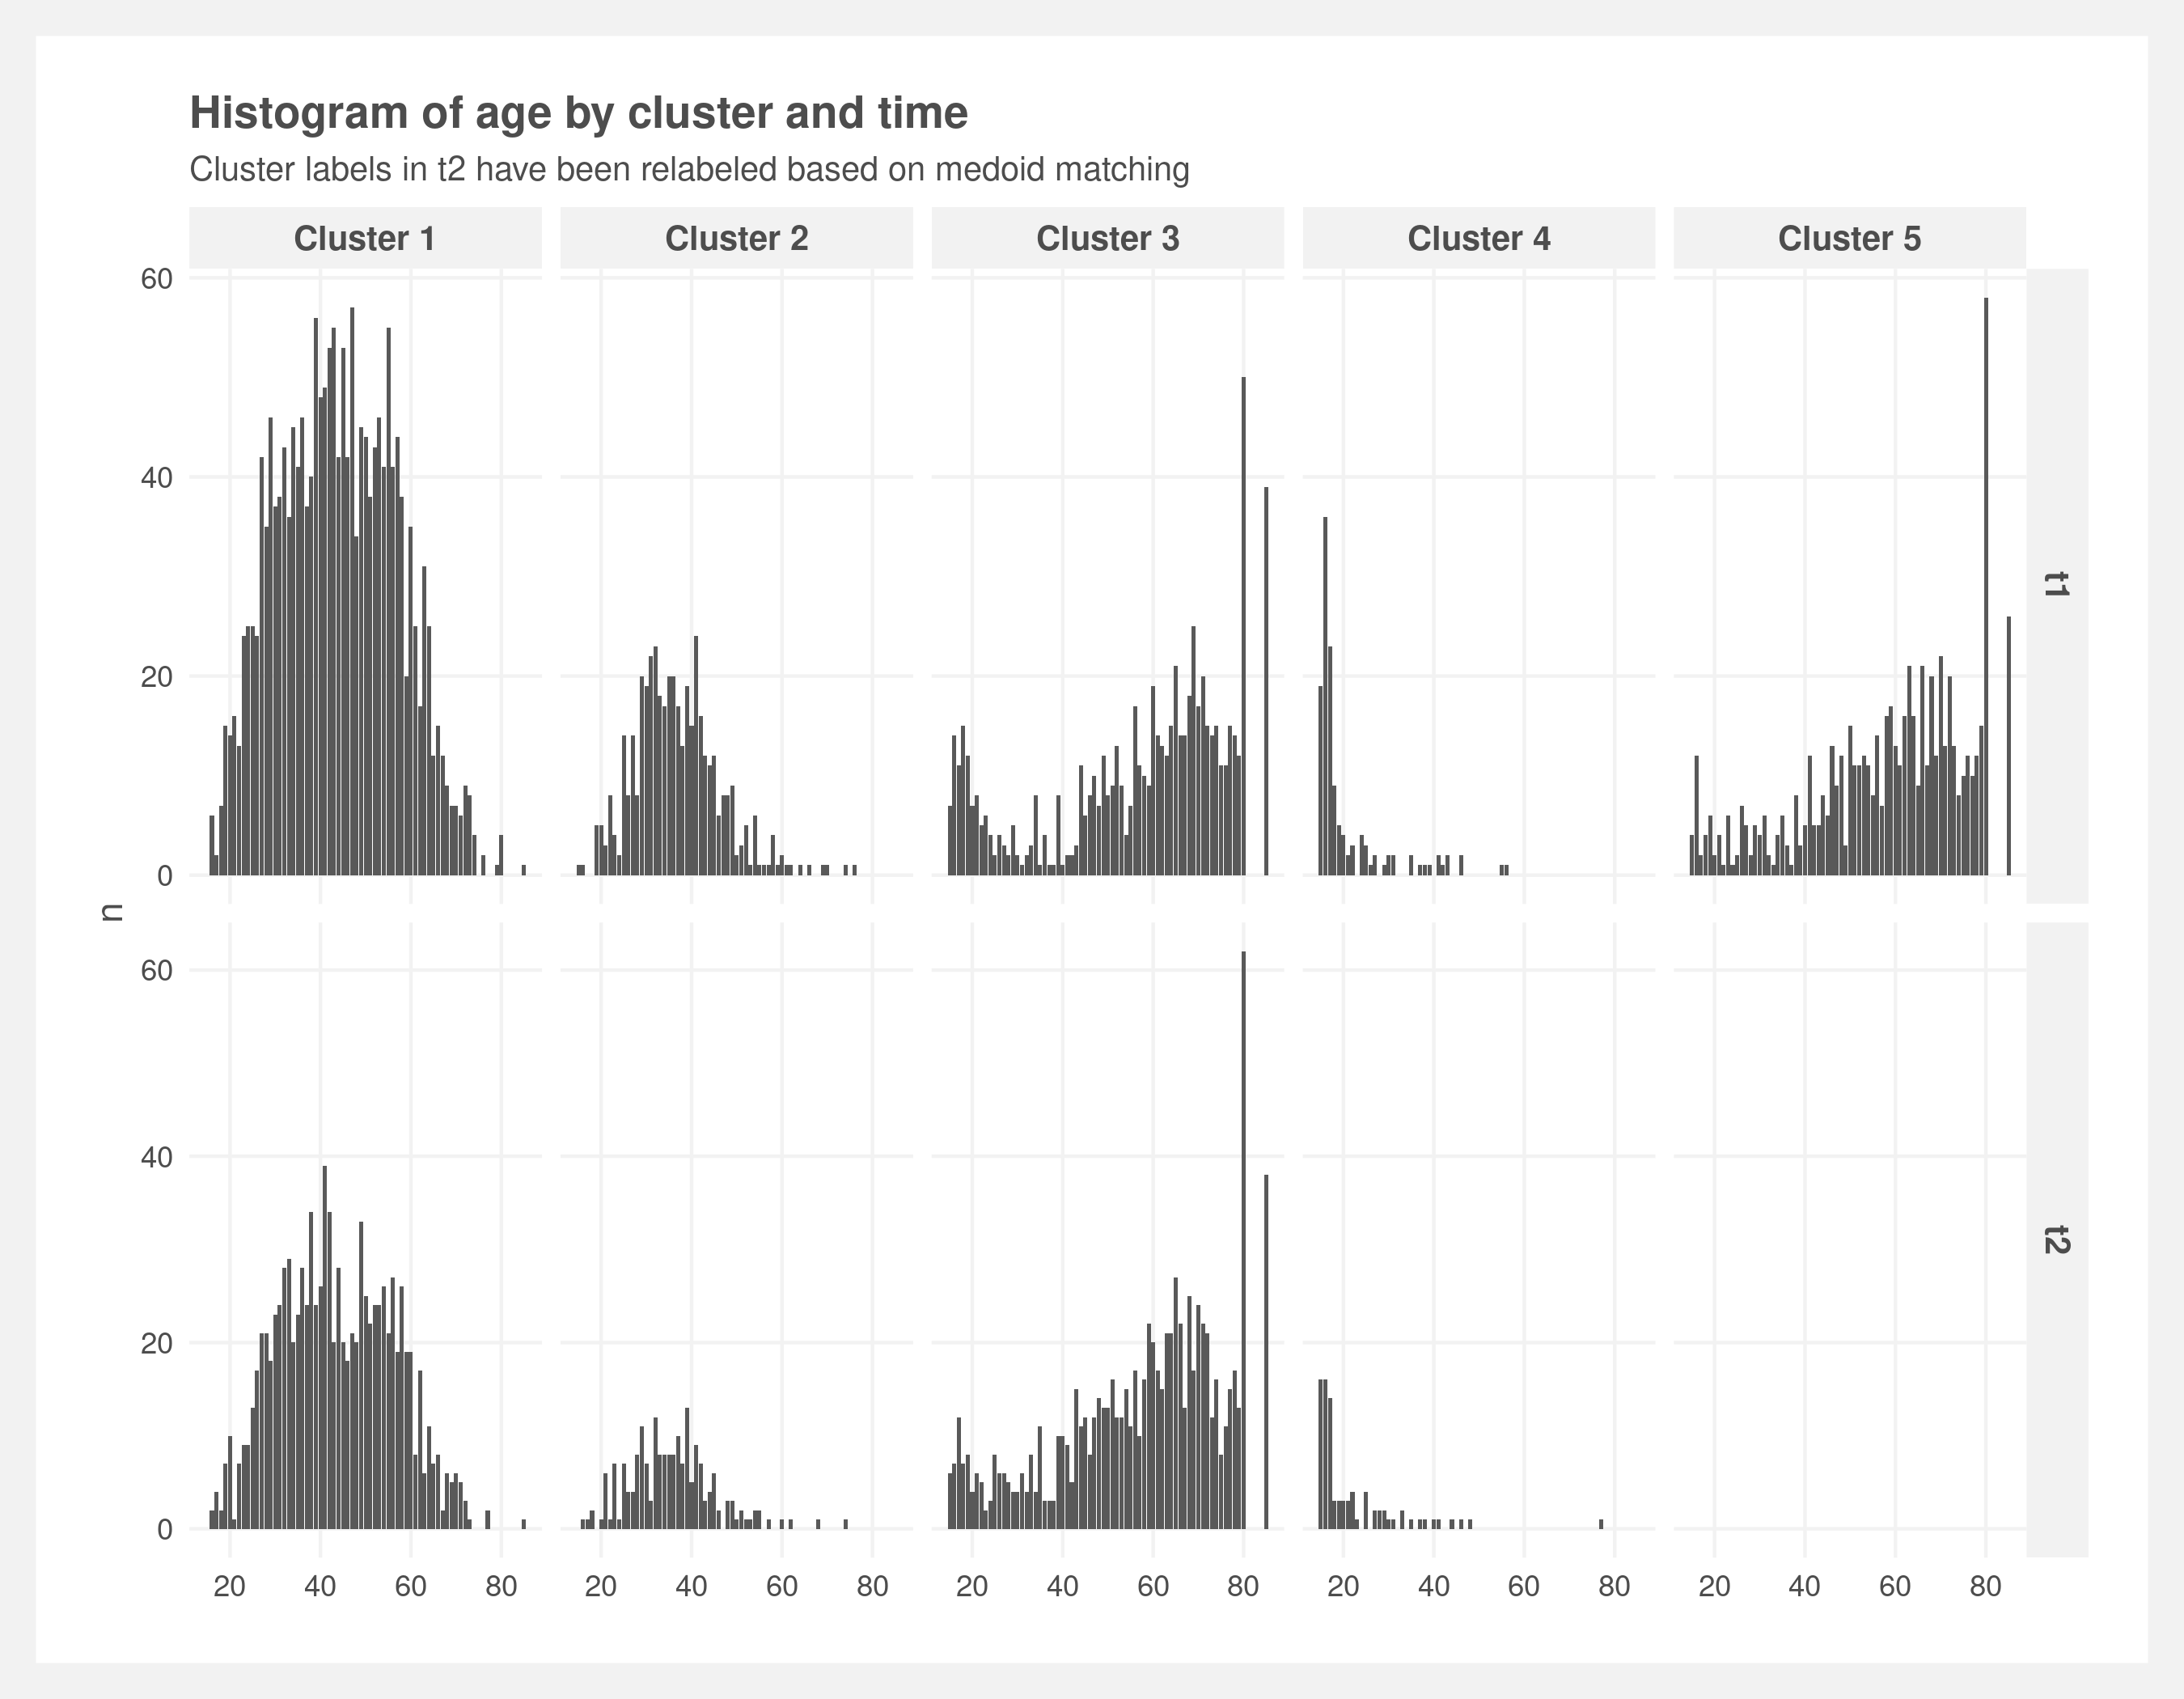 Histogram of age by cluster and time
Cluster labels in t2 have been relabeled based on medoid matching
Cluster 1 Cluster 2 Cluster 3 Cluster 4 Cluster 5
60
40
20
0
t1
n
60
40
20
0
t2
20 40 60 80 20 40 60 80 20 40 60 80 20 40 60 80 20 40 60 80